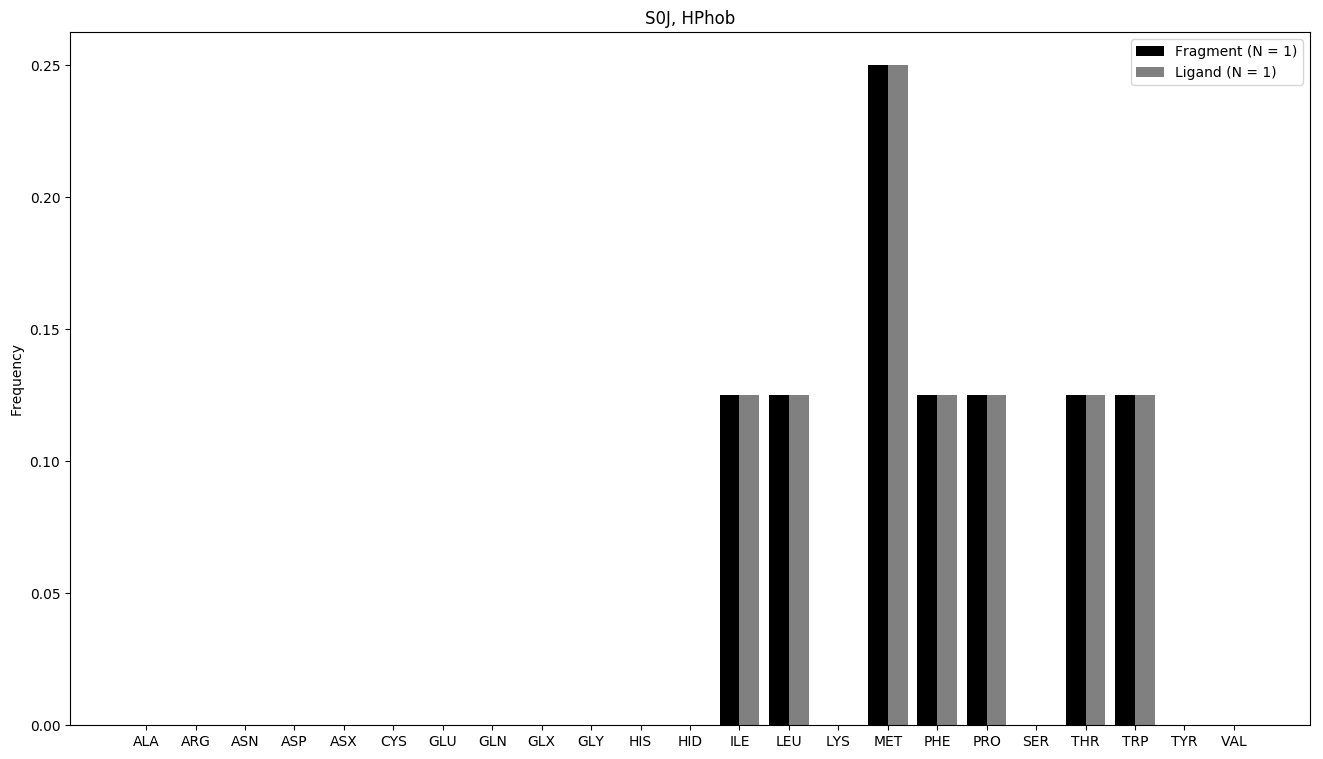 S0J, HPhob
Fragment (N = 1)
Ligand (N = 1)
Frequency
0.25
0.20
0.15
0.10
0.05
0.00
ALA ARG ASN ASP ASX CYS GLU GLN GLX GLY HIS HID ILE LEU LYS MET PHE PRO SER THR TRP TYR VAL